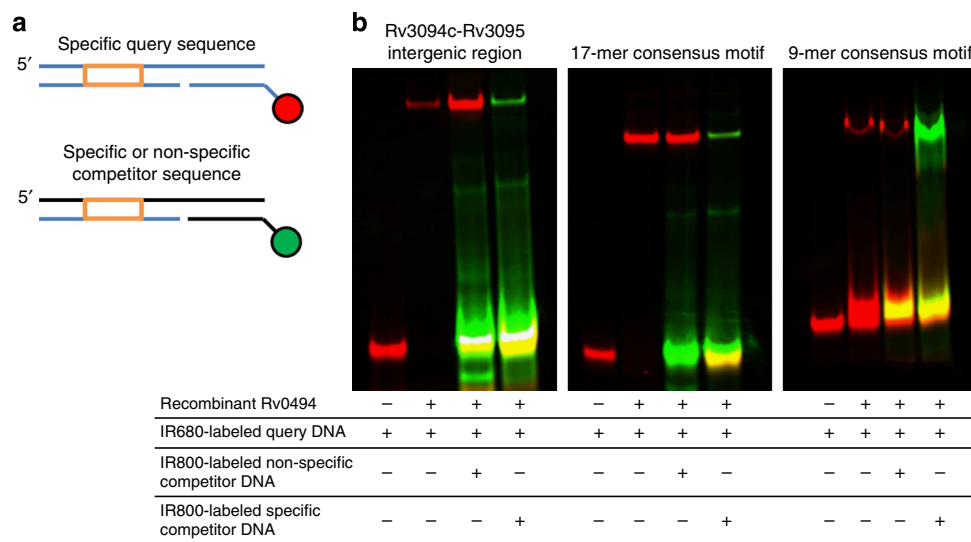 a
Specific query sequence
5′
Specific or non-specific
competitor sequence
5′
b
Rv3094c-Rv3095
intergenic region
17-mer consensus motif
9-mer consensus motif
Recombinant Rv0494 – + + + – + + + – + + +
IR680-labeled query DNA + + + + + + + + + + + +
IR800-labeled non-specific
competitor DNA – – + – – – + – – – + –
IR800-labeled specific
competitor DNA – – – + – – – + – – – +